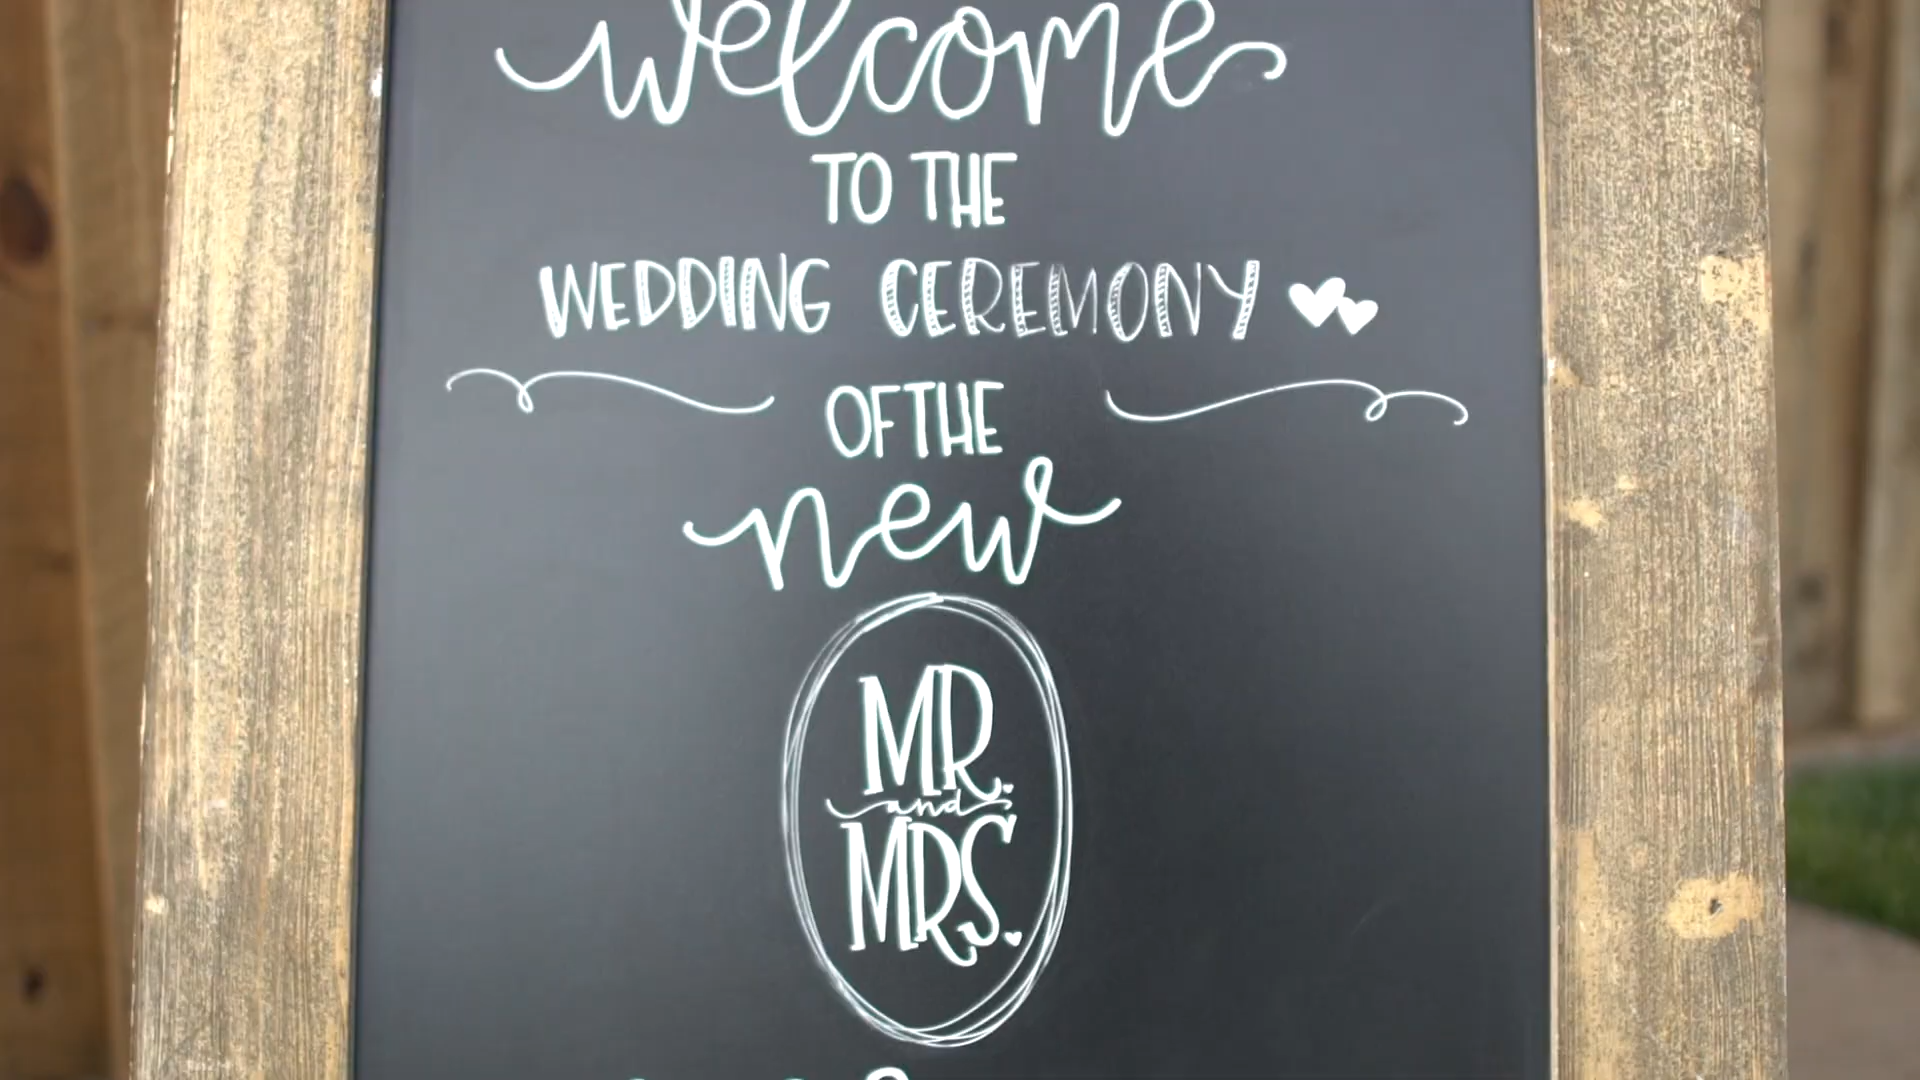 welcome
TO THE
WEDDING CEREMONY
OF THE
new
MR.
and
MRS.